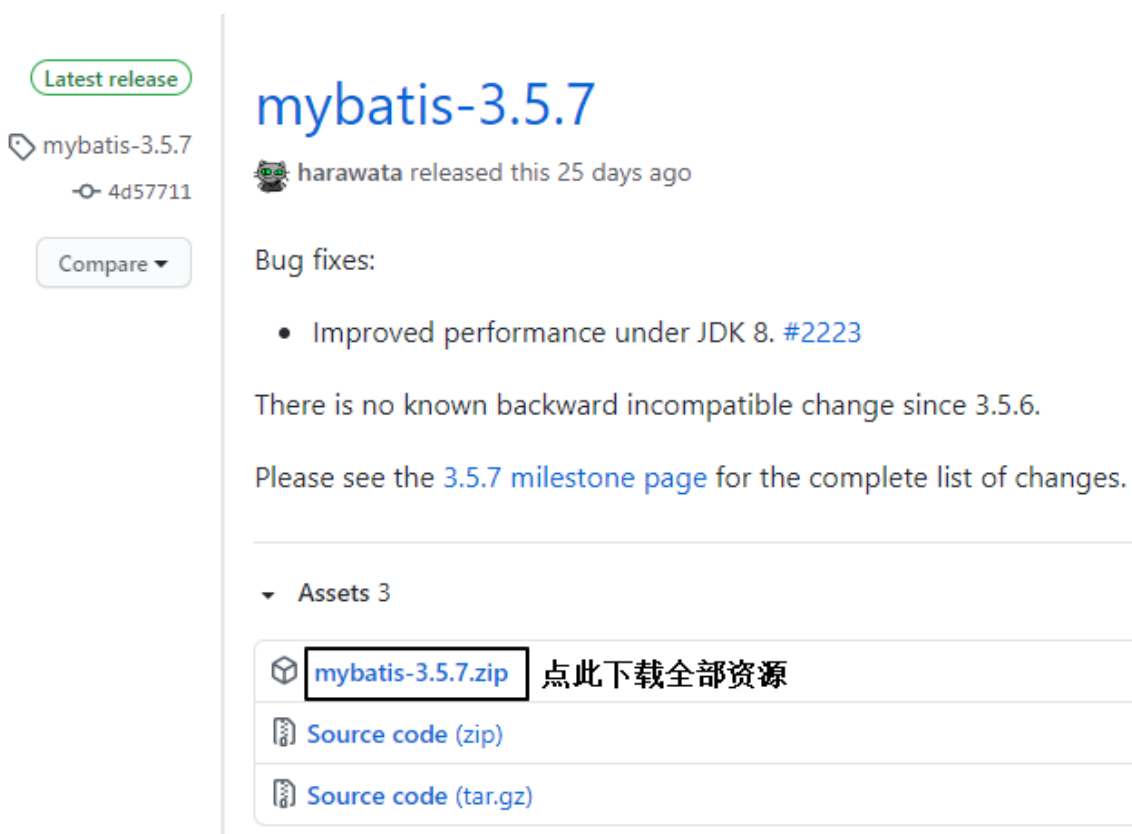 Latest release
mybatis-3.5.7
4d57711
Compare
mybatis-3.5.7
harawata released this 25 days ago
Bug fixes:
• Improved performance under JDK 8. #2223
There is no known backward incompatible change since 3.5.6.
Please see the 3.5.7 milestone page for the complete list of changes.
Assets 3
mybatis-3.5.7.zip 点此下载全部资源
Source code (zip)
Source code (tar.gz)